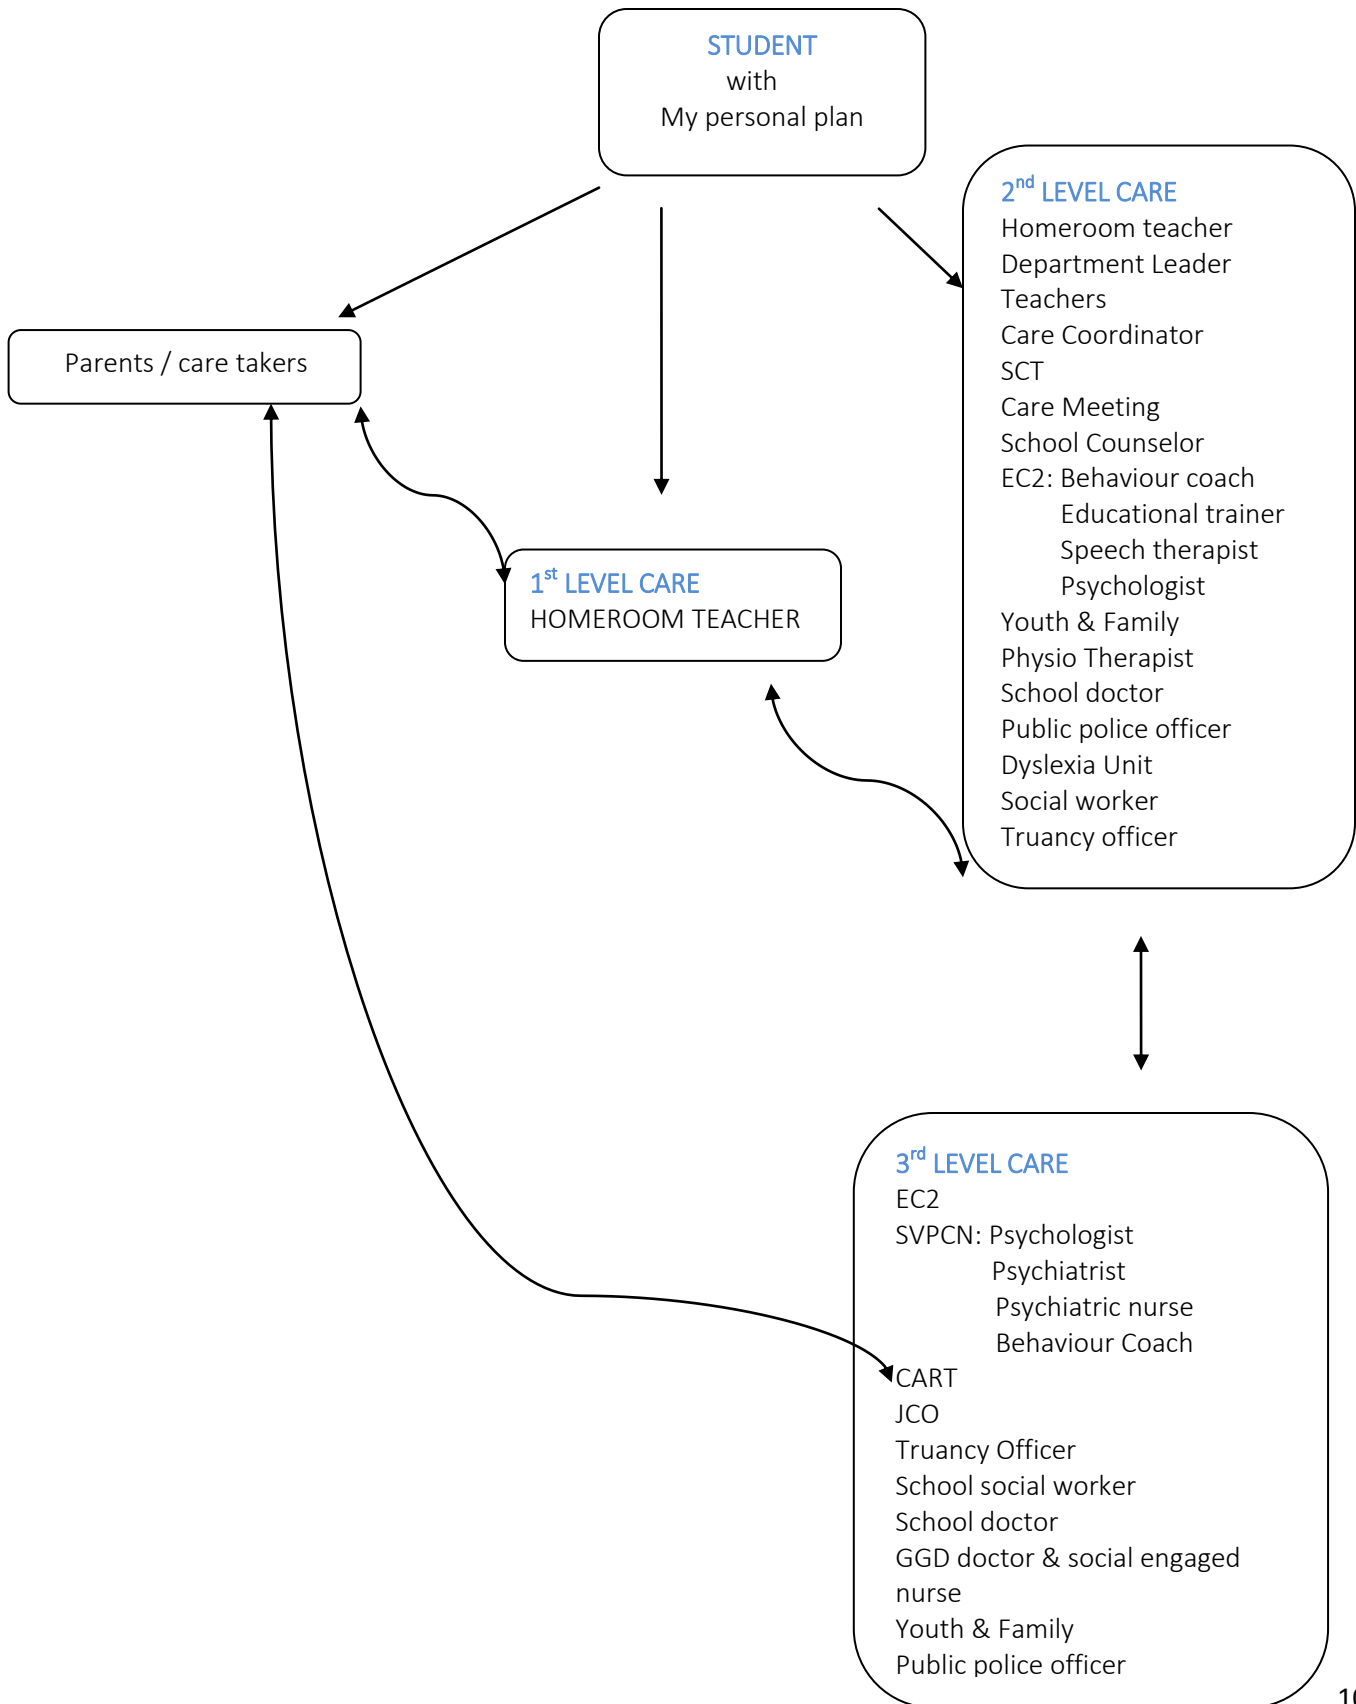 STUDENT
with
My personal plan
2nd LEVEL CARE
Homeroom teacher
Department Leader
Teachers
Care Coordinator
SCT
Care Meeting
School Counselor
EC2: Behaviour coach
Educational trainer
Speech therapist
Psychologist
Youth & Family
Physio Therapist
School doctor
Public police officer
Dyslexia Unit
Social worker
Truancy officer
Parents / care takers
1st LEVEL CARE
HOMEROOM TEACHER
3rd LEVEL CARE
EC2
SVPCN: Psychologist
Psychiatrist
Psychiatric nurse
Behaviour Coach
CART
JCO
Truancy Officer
School social worker
School doctor
GGD doctor & social engaged
nurse
Youth & Family
Public police officer